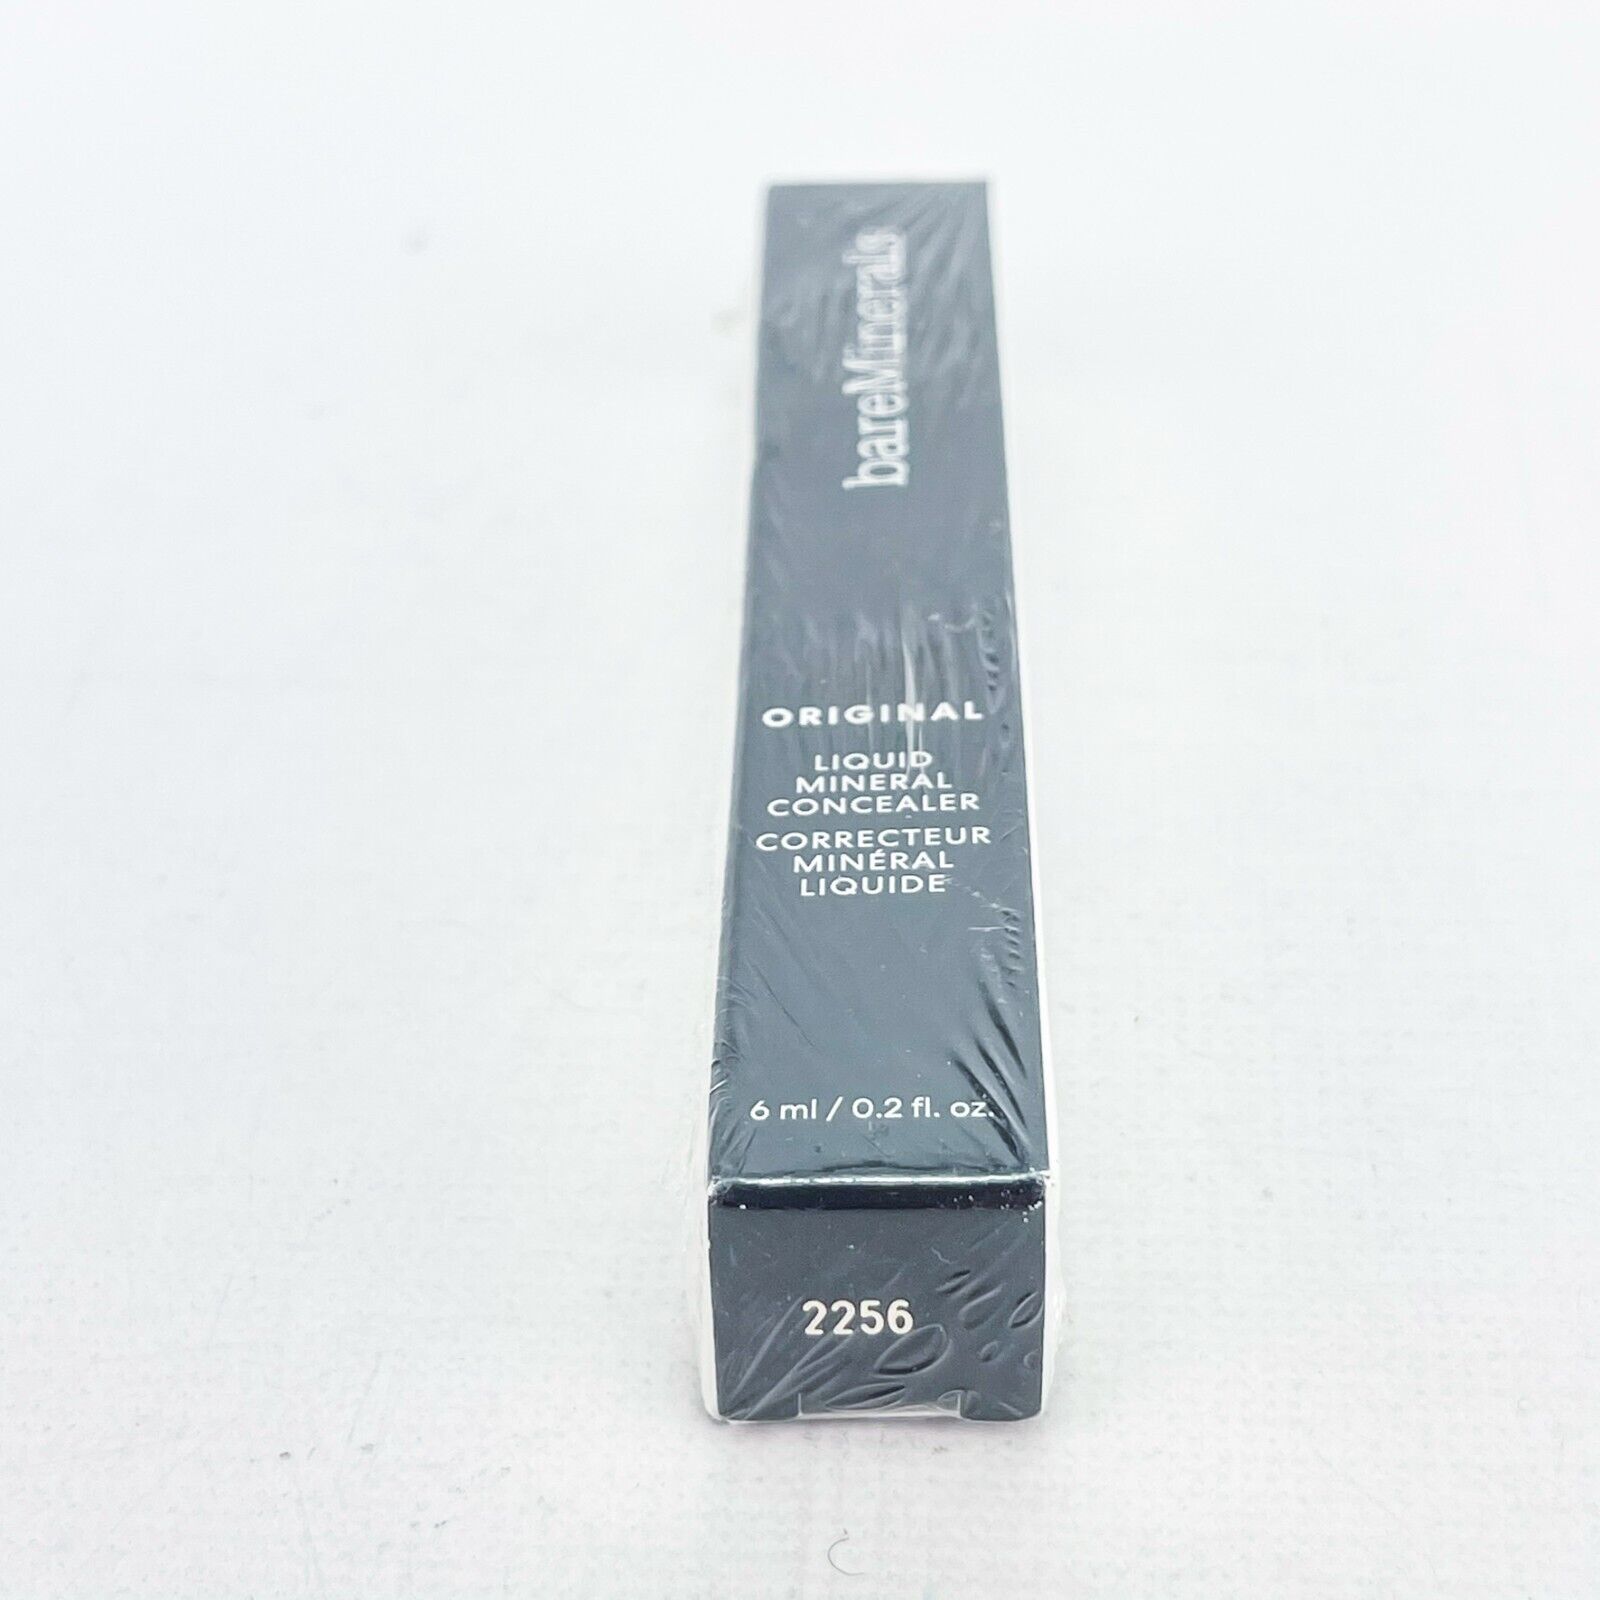 bareMinerals
ORIGINAL
LIQUID
MINERAL
CONCEALER
CORRECTEUR
MINÉRAL
LIQUIDE
6 ml / 0.2 fl. oz.
2256